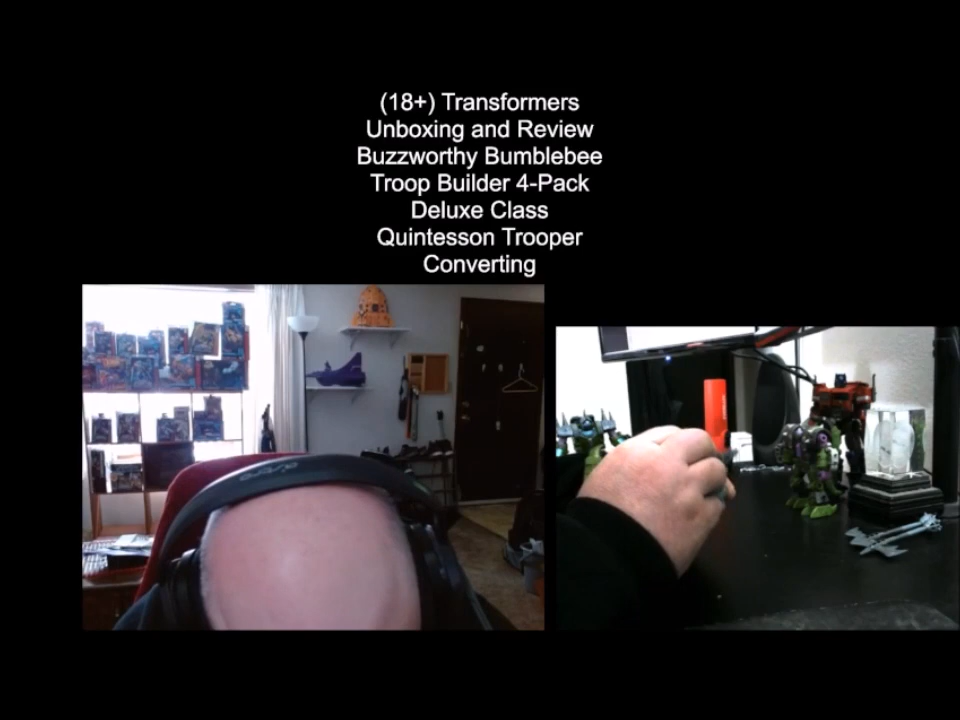 (18+) Transformers
Unboxing and Review
Buzzworthy Bumblebee
Troop Builder 4-Pack
Deluxe Class
Quintesson Trooper
Converting